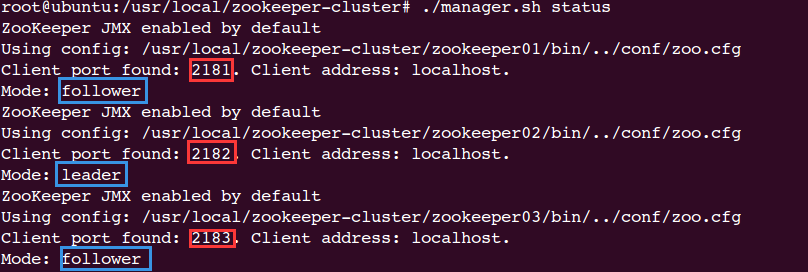 root@ubuntu:/usr/local/zookeeper-cluster# ./manager.sh status
ZooKeeper JMX enabled by default
Using config: /usr/local/zookeeper-cluster/zookeeper01/bin/../conf/zoo.cfg
Client port found: 2181. Client address: localhost.
Mode: follower
ZooKeeper JMX enabled by default
Using config: /usr/local/zookeeper-cluster/zookeeper02/bin/../conf/zoo.cfg
Client port found: 2182. Client address: localhost.
Mode: leader
ZooKeeper JMX enabled by default
Using config: /usr/local/zookeeper-cluster/zookeeper03/bin/../conf/zoo.cfg
Client port found: 2183. Client address: localhost.
Mode: follower